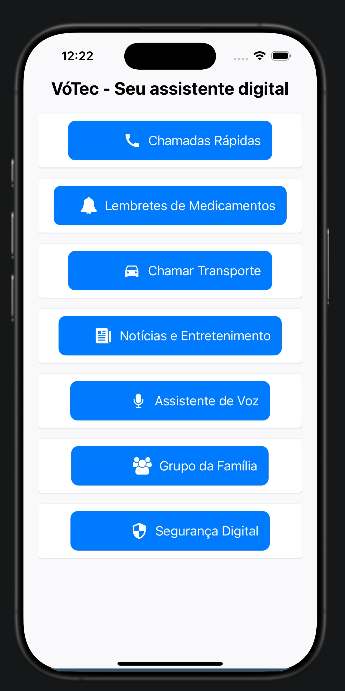 12:22
VóTec - Seu assistente digital
Chamadas Rápidas
Lembretes de Medicamentos
Chamar Transporte
Notícias e Entretenimento
Assistente de Voz
Grupo da Família
Segurança Digital